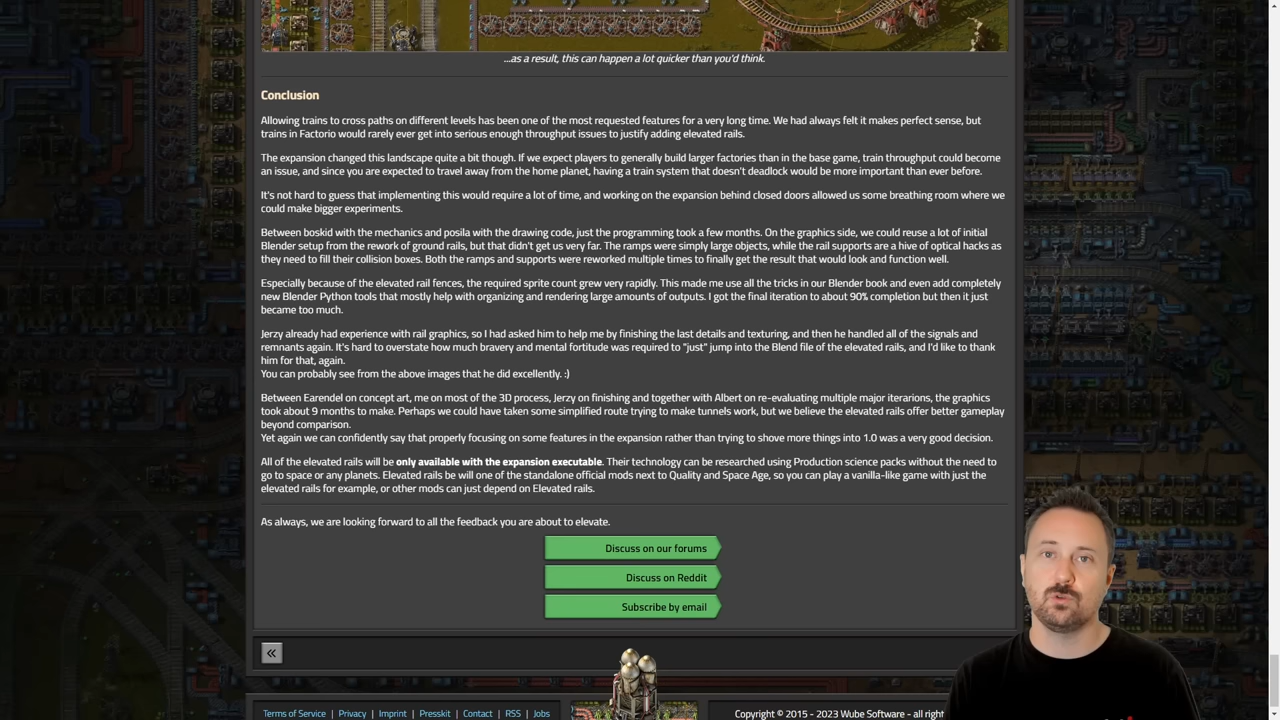 ...as a result, this can happen a lot quicker than you'd think.
Conclusion
Allowing trains to cross paths on different levels has been one of the most requested features for a very long time. We had always felt it makes perfect sense, but
trains in Factorio would rarely ever get into serious enough throughput issues to justify adding elevated rails.
The expansion changed this landscape quite a bit though. If we expect players to generally build larger factories than in the base game, train throughput could become
an issue, and since you are expected to travel away from the home planet, having a train system that doesn't deadlock would be more important than ever before.
It's not hard to guess that implementing this would require a lot of time, and working on the expansion behind closed doors allowed us some breathing room where we
could make bigger experiments.
Between boskid with the mechanics and posila with the drawing code, just the programming took a few months. On the graphics side, we could reuse a lot of initial
Blender setup from the rework of ground rails, but that didn't get us very far. The ramps were simply large objects, while the rail supports are a hive of optical hacks as
they need to fill their collision boxes. Both the ramps and supports were reworked multiple times to finally get the result that would look and function well.
Especially because of the elevated rail fences, the required sprite count grew very rapidly. This made me use all the tricks in our Blender book and even add completely
new Blender Python tools that mostly help with organizing and rendering large amounts of outputs. I got the final iteration to about 90% completion but then it just
became too much.
Jerzy already had experience with rail graphics, so I had asked him to help me by finishing the last details and texturing, and then he handled all of the signals and
remnants again. It's hard to overstate how much bravery and mental fortitude was required to "just" jump into the Blend file of the elevated rails, and I'd like to thank
him for that, again.
You can probably see from the above images that he did excellently. :)
Between Earendel on concept art, me on most of the 3D process, Jerzy on finishing and together with Albert on re-evaluating multiple major iterarions, the graphics
took about 9 months to make. Perhaps we could have taken some simplified route trying to make tunnels work, but we believe the elevated rails offer better gameplay
beyond comparison.
Yet again we can confidently say that properly focusing on some features in the expansion rather than trying to shove more things into 1.0 was a very good decision.
All of the elevated rails will be only available with the expansion executable. Their technology can be researched using Production science packs without the need to
go to space or any planets. Elevated rails be will one of the standalone official mods next to Quality and Space Age, so you can play a vanilla-like game with just the
elevated rails for example, or other mods can just depend on Elevated rails.
As always, we are looking forward to all the feedback you are about to elevate.
Discuss on our forums
Discuss on Reddit
Subscribe by email
«
Terms of Service | Privacy | Imprint | Presskit | Contact | RSS | Jobs
Copyright © 2015 - 2023 Wube Software - all right